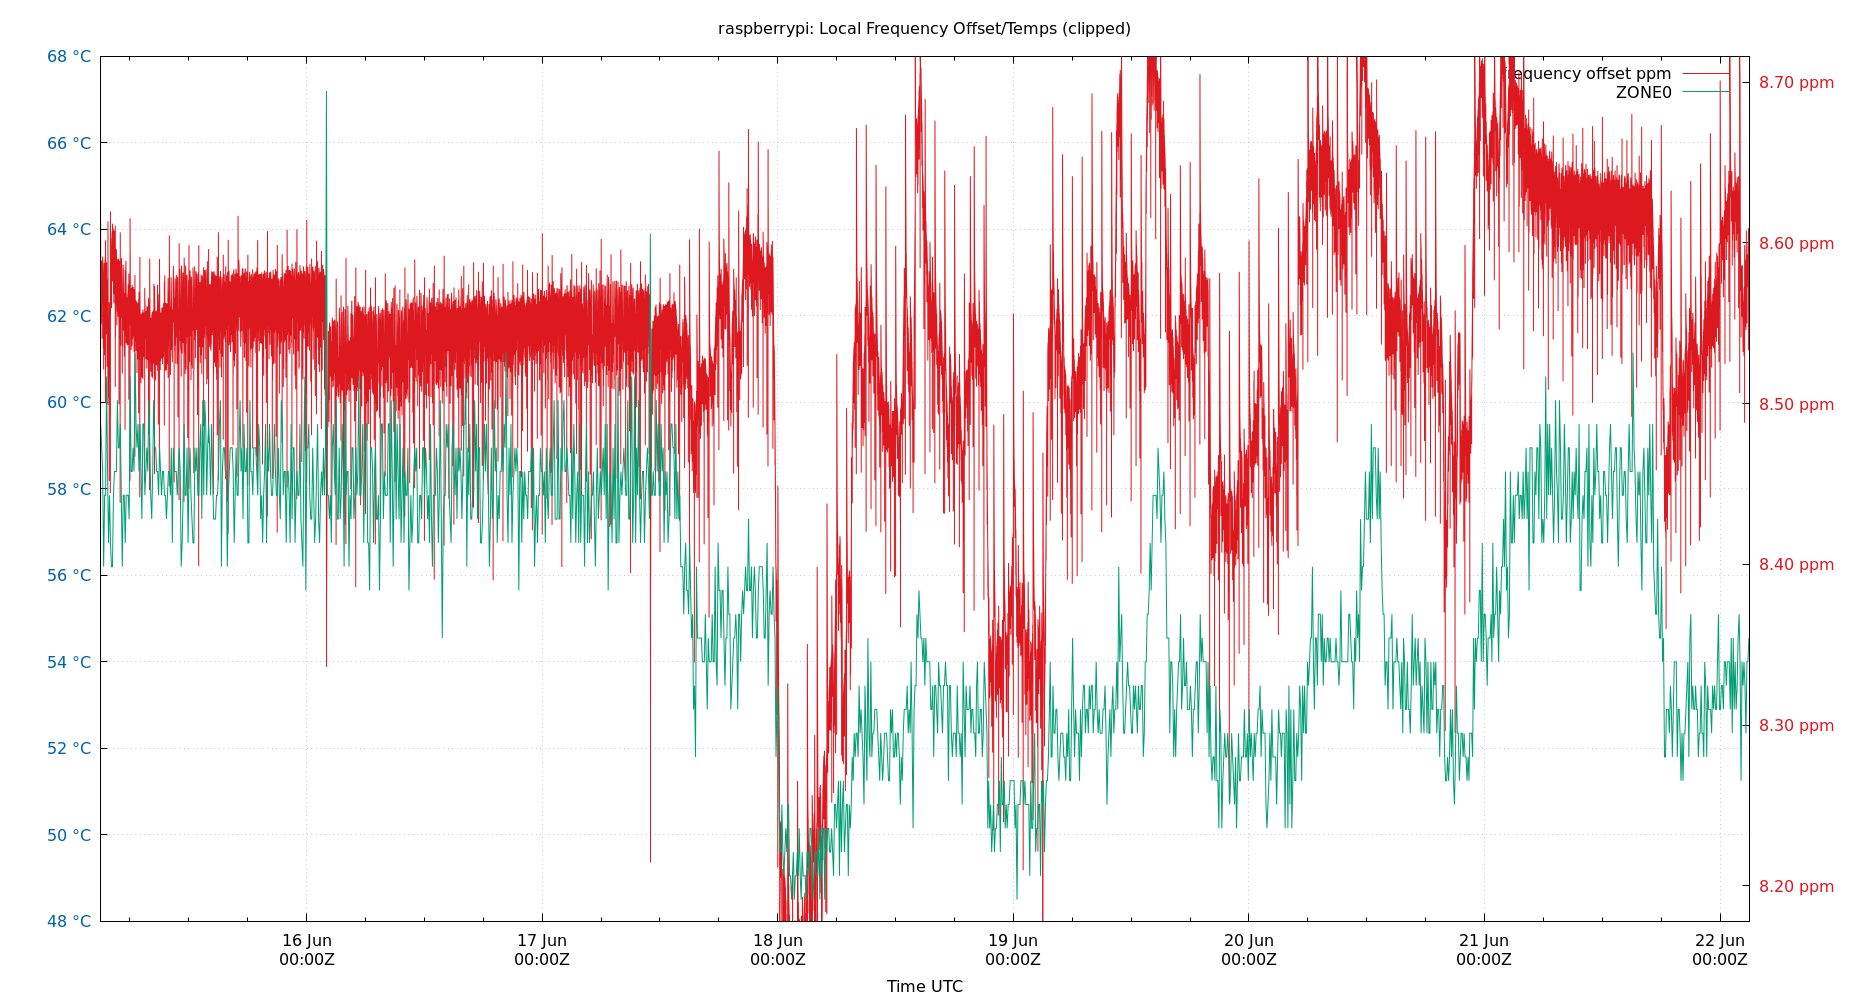 raspberrypi: Local Frequency Offset/Temps (clipped)
68 °C
66 °C
64 °C
62 °C
60 °C
58 °C
56 °C
54 °C
52 °C
50 °C
48 °C
frequency offset ppm
ZONE0
8.70 ppm
8.60 ppm
8.50 ppm
8.40 ppm
8.30 ppm
8.20 ppm
16 Jun
00:00Z
17 Jun
00:00Z
18 Jun
00:00Z
19 Jun
00:00Z
20 Jun
00:00Z
21 Jun
00:00Z
22 Jun
00:00Z
Time UTC